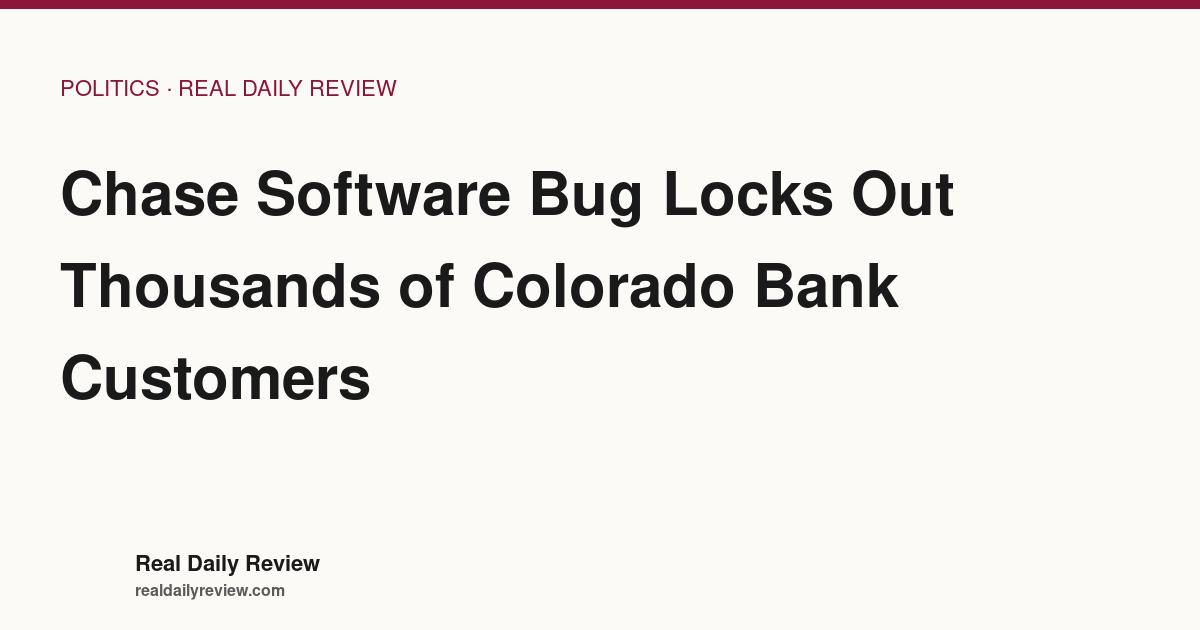 POLITICS · REAL DAILY REVIEW
Chase Software Bug Locks Out
Thousands of Colorado Bank
Customers
Real Daily Review
realdailyreview.com